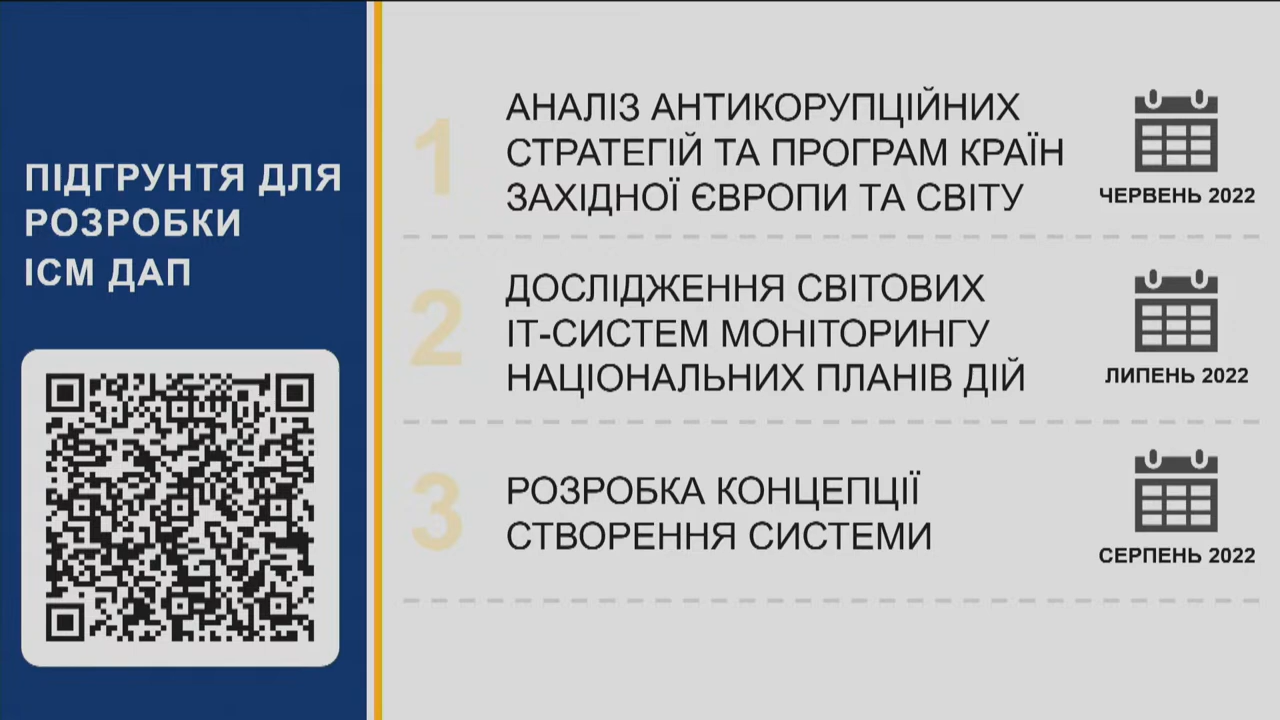 ПІДГРУНТЯ ДЛЯ
РОЗРОБКИ
ІСМ ДАП
1
АНАЛІЗ АНТИКОРУПЦІЙНИХ
СТРАТЕГІЙ ТА ПРОГРАМ КРАЇН
ЗАХІДНОЇ ЄВРОПИ ТА СВІТУ
ЧЕРВЕНЬ 2022
2
ДОСЛІДЖЕННЯ СВІТОВИХ
ІТ-СИСТЕМ МОНІТОРИНГУ
НАЦІОНАЛЬНИХ ПЛАНІВ ДІЙ
ЛИПЕНЬ 2022
3
РОЗРОБКА КОНЦЕПЦІЇ
СТВОРЕННЯ СИСТЕМИ
СЕРПЕНЬ 2022